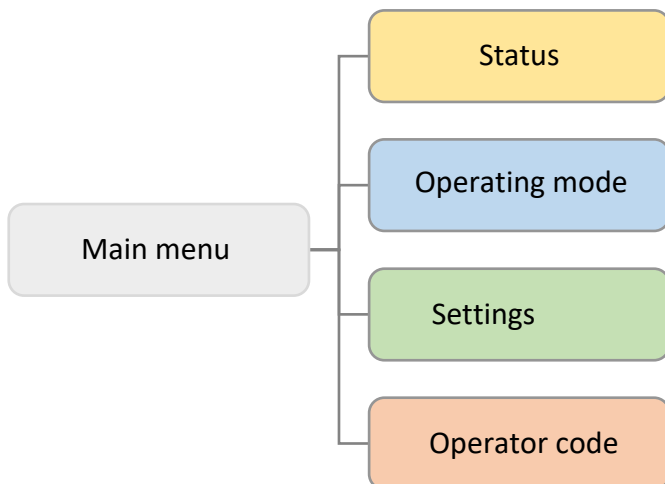 Status
Operating mode
Main menu
Settings
Operator code